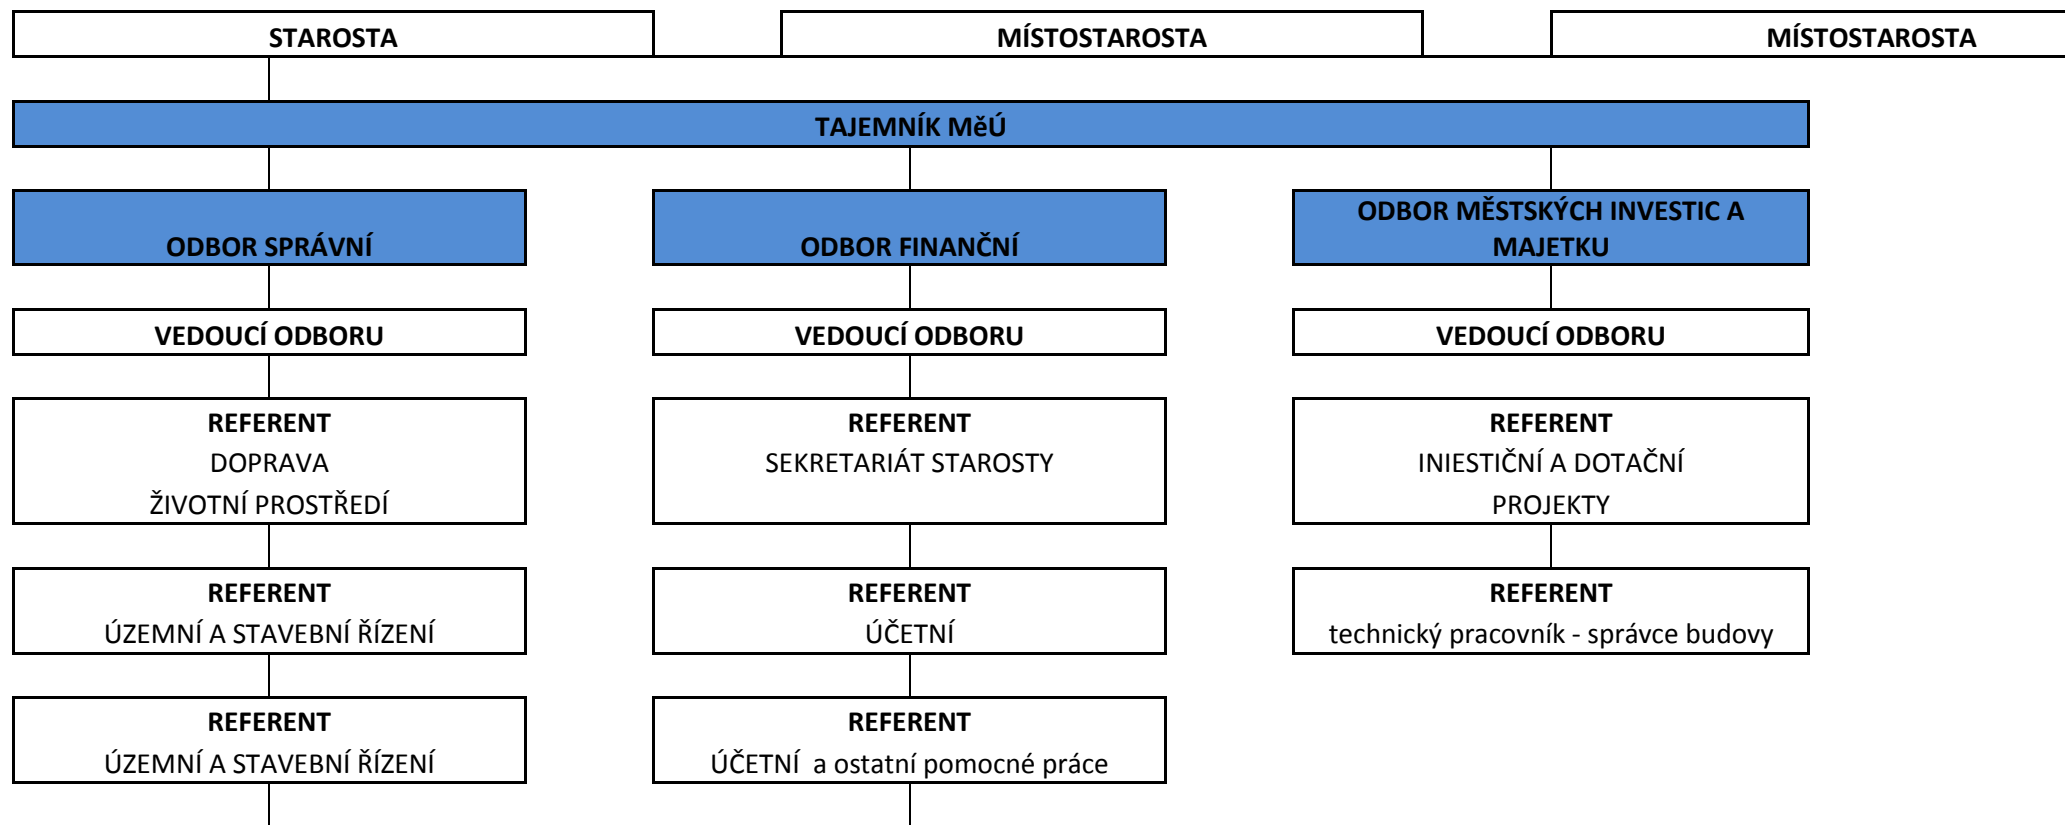 STAROSTA
MÍSTOSTAROSTA
MÍSTOSTAROSTA
TAJEMNÍK MěÚ
ODBOR SPRÁVNÍ
ODBOR FINANČNÍ
ODBOR MĚSTSKÝCH INVESTIC A
MAJETKU
VEDOUCÍ ODBORU
VEDOUCÍ ODBORU
VEDOUCÍ ODBORU
REFERENT
DOPRAVA
ŽIVOTNÍ PROSTŘEDÍ
REFERENT
SEKRETARIÁT STAROSTY
REFERENT
INIESTIČNÍ A DOTAČNÍ
PROJEKTY
REFERENT
ÚZEMNÍ A STAVEBNÍ ŘÍZENÍ
REFERENT
ÚČETNÍ
REFERENT
technický pracovník - správce budovy
REFERENT
ÚZEMNÍ A STAVEBNÍ ŘÍZENÍ
REFERENT
ÚČETNÍ  a ostatní pomocné práce